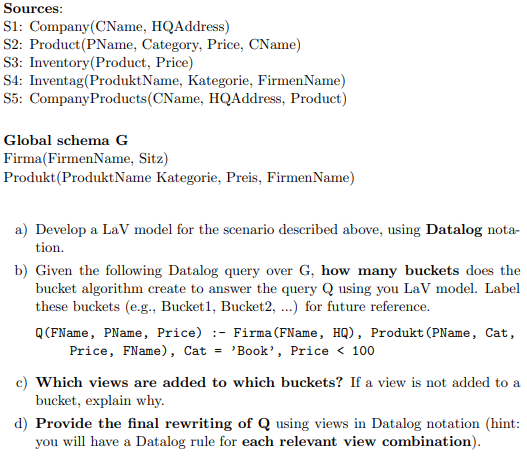 Sources:
S1: Company(CName, HQAddress)
S2: Product(PName, Category, Price, CName)
S3: Inventory(Product, Price)
S4: Inventag(ProduktName, Kategorie, FirmenName)
S5: CompanyProducts(CName, HQAddress, Product)
Global schema G
Firma(FirmenName, Sitz)
Produkt(ProduktName Kategorie, Preis, FirmenName)
a) Develop a LaV model for the scenario described above, using Datalog nota-
tion.
b) Given the following Datalog query over G, how many buckets does the
bucket algorithm create to answer the query Q using you LaV model. Label
these buckets (e.g., Bucket1, Bucket2, ...) for future reference.
Q(FName, PName, Price) :- Firma(FName, HQ), Produkt(PName, Cat,
Price, FName), Cat = 'Book', Price < 100
c) Which views are added to which buckets? If a view is not added to a
bucket, explain why.
d) Provide the final rewriting of Q using views in Datalog notation (hint:
you will have a Datalog rule for each relevant view combination).